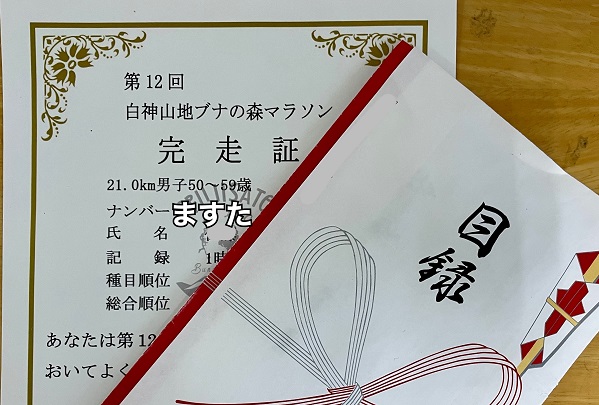 第12回
白神山地ブナの森マラソン
完走証
21.0km男子50〜59歳
ナンバー
ますた
氏 名
記 録 1時
種目順位
総合順位
あなたは第12
おいてよく
目録